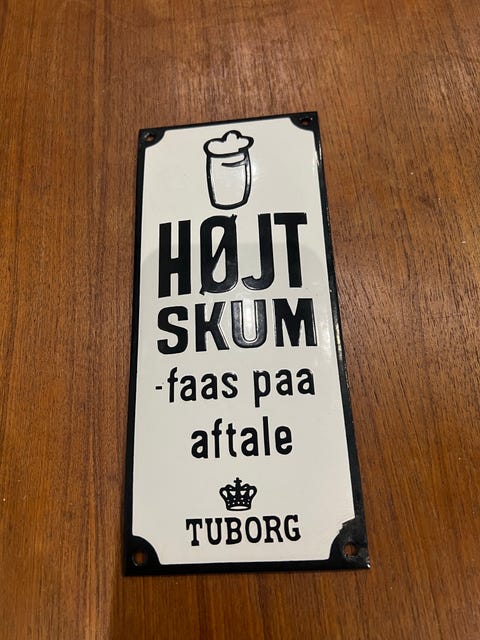 HØJT
SKUM
-faas paa
aftale
TUBORG